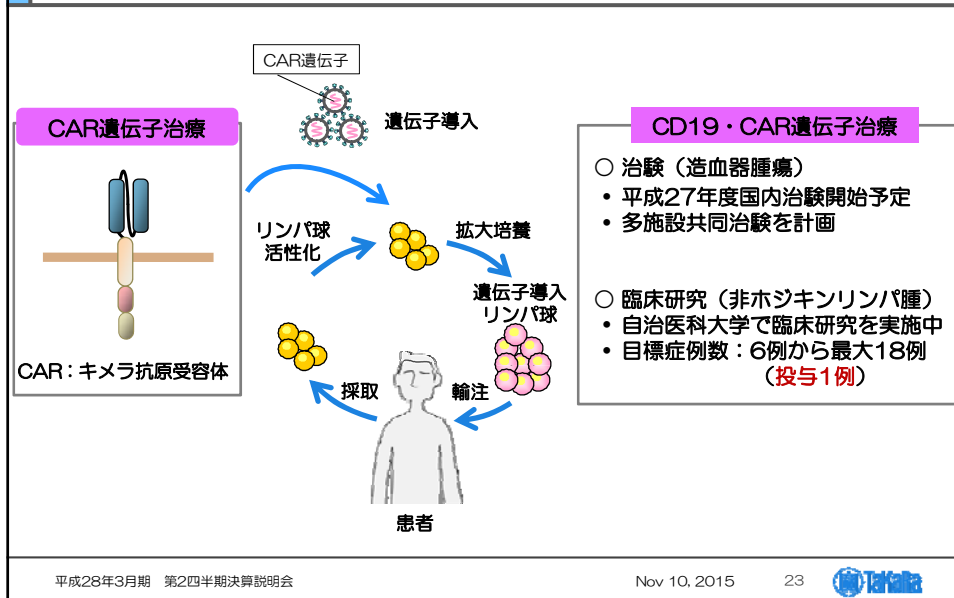 CAR遺伝子
CAR遺伝子治療
遺伝子導入
CAR：キメラ抗原受容体
リンパ球
活性化
拡大培養
遺伝子導入
リンパ球
採取
輸注
患者
CD19・CAR遺伝子治療
○ 治験（造血器腫瘍）
• 平成27年度国内治験開始予定
• 多施設共同治験を計画
○ 臨床研究（非ホジキンリンパ腫）
• 自治医科大学で臨床研究を実施中
• 目標症例数：6例から最大18例
（投与1例）
平成28年3月期　第2四半期決算説明会
Nov 10, 2015
23
TaKaRa